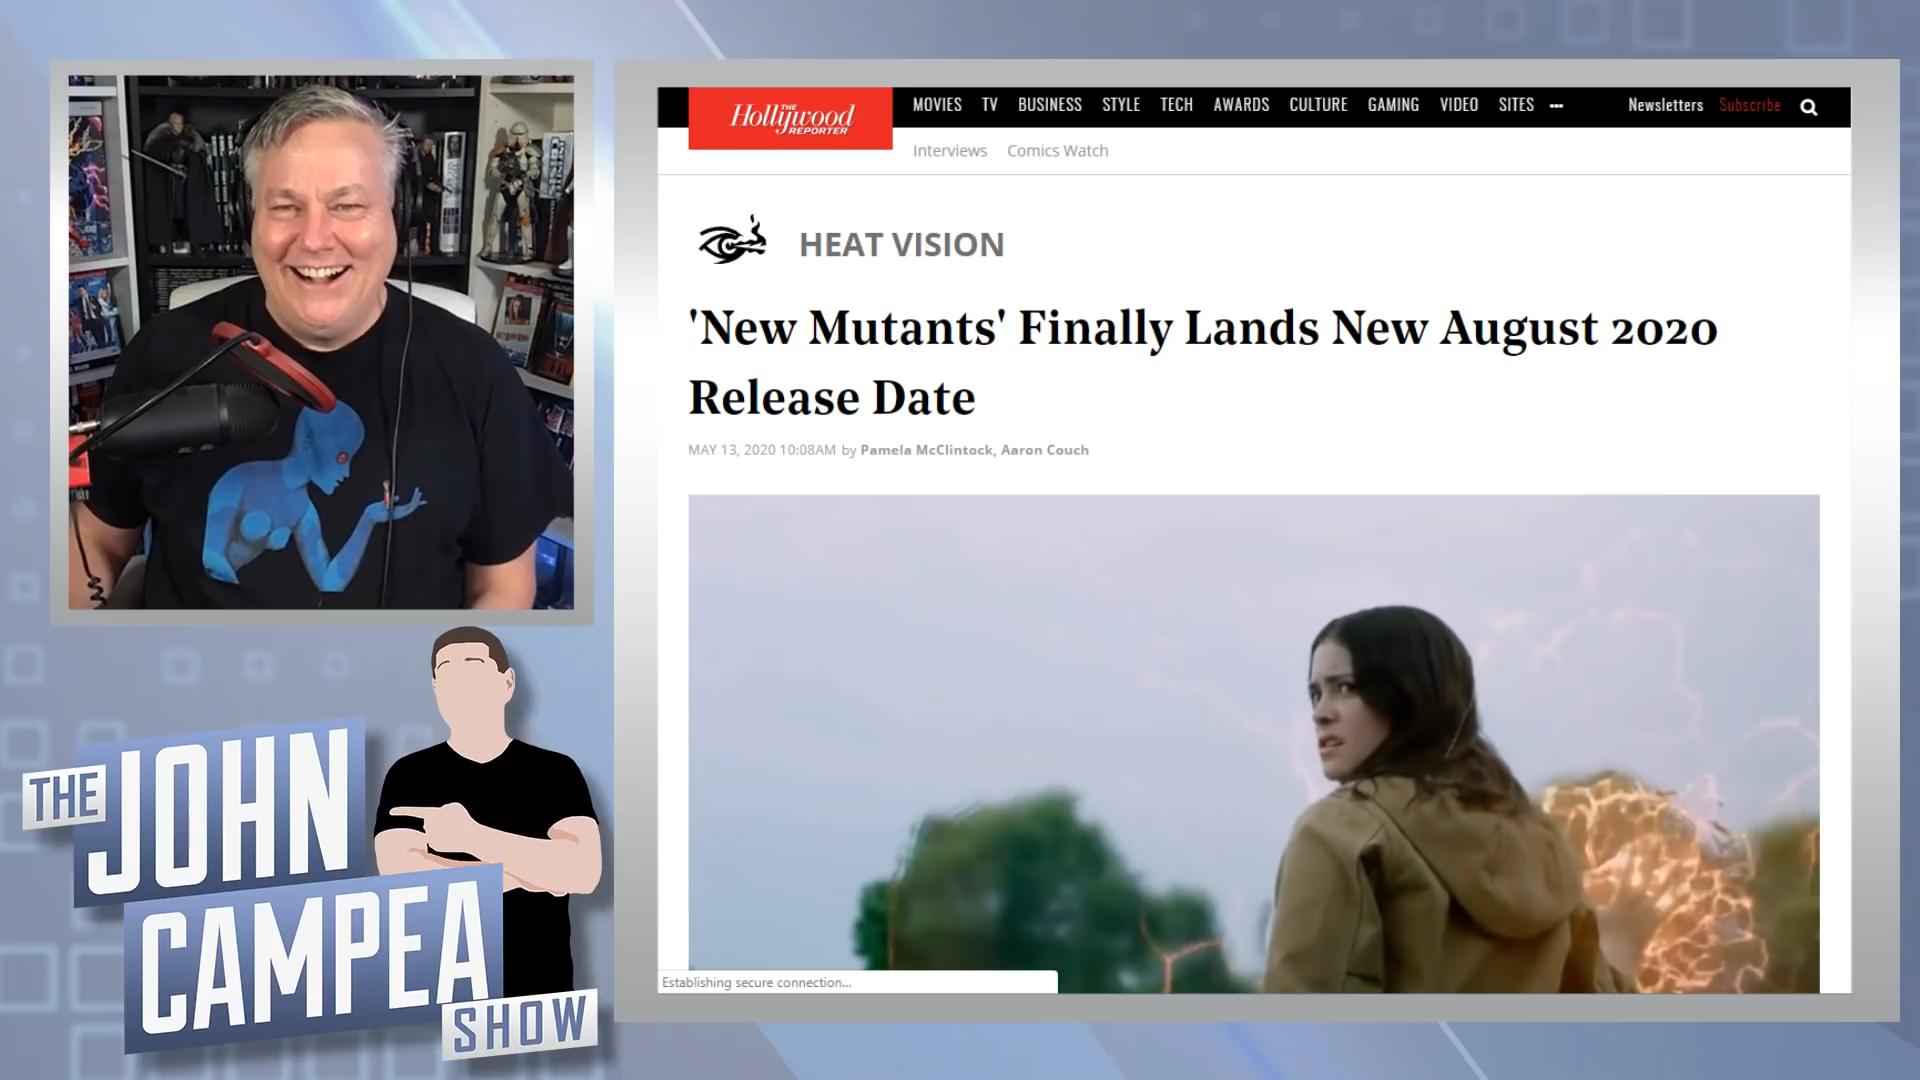 THE
Hollywood
REPORTER
MOVIES TV BUSINESS STYLE TECH AWARDS CULTURE GAMING VIDEO SITES ••• Newsletters Subscribe
Interviews Comics Watch
HEAT VISION
'New Mutants' Finally Lands New August 2020
Release Date
MAY 13, 2020 10:08AM by Pamela McClintock, Aaron Couch
Establishing secure connection...
THE
JOHN
CAMPEA
SHOW